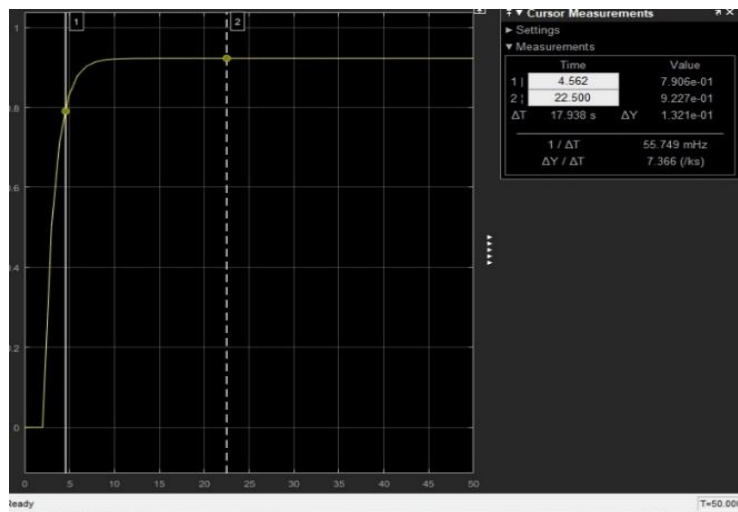 1
2
1
0.8
0.6
0.4
0.2
0
0
5
10
15
20
25
30
35
40
45
50
Cursor Measurements
Settings
Measurements
Time Value
1 4.562 7.906e-01
2 22.500 9.227e-01
ΔT 17.938 s ΔY 1.321e-01
1 / ΔT 55.749 mHz
ΔY / ΔT 7.366 (/ks)
Ready
T=50.00